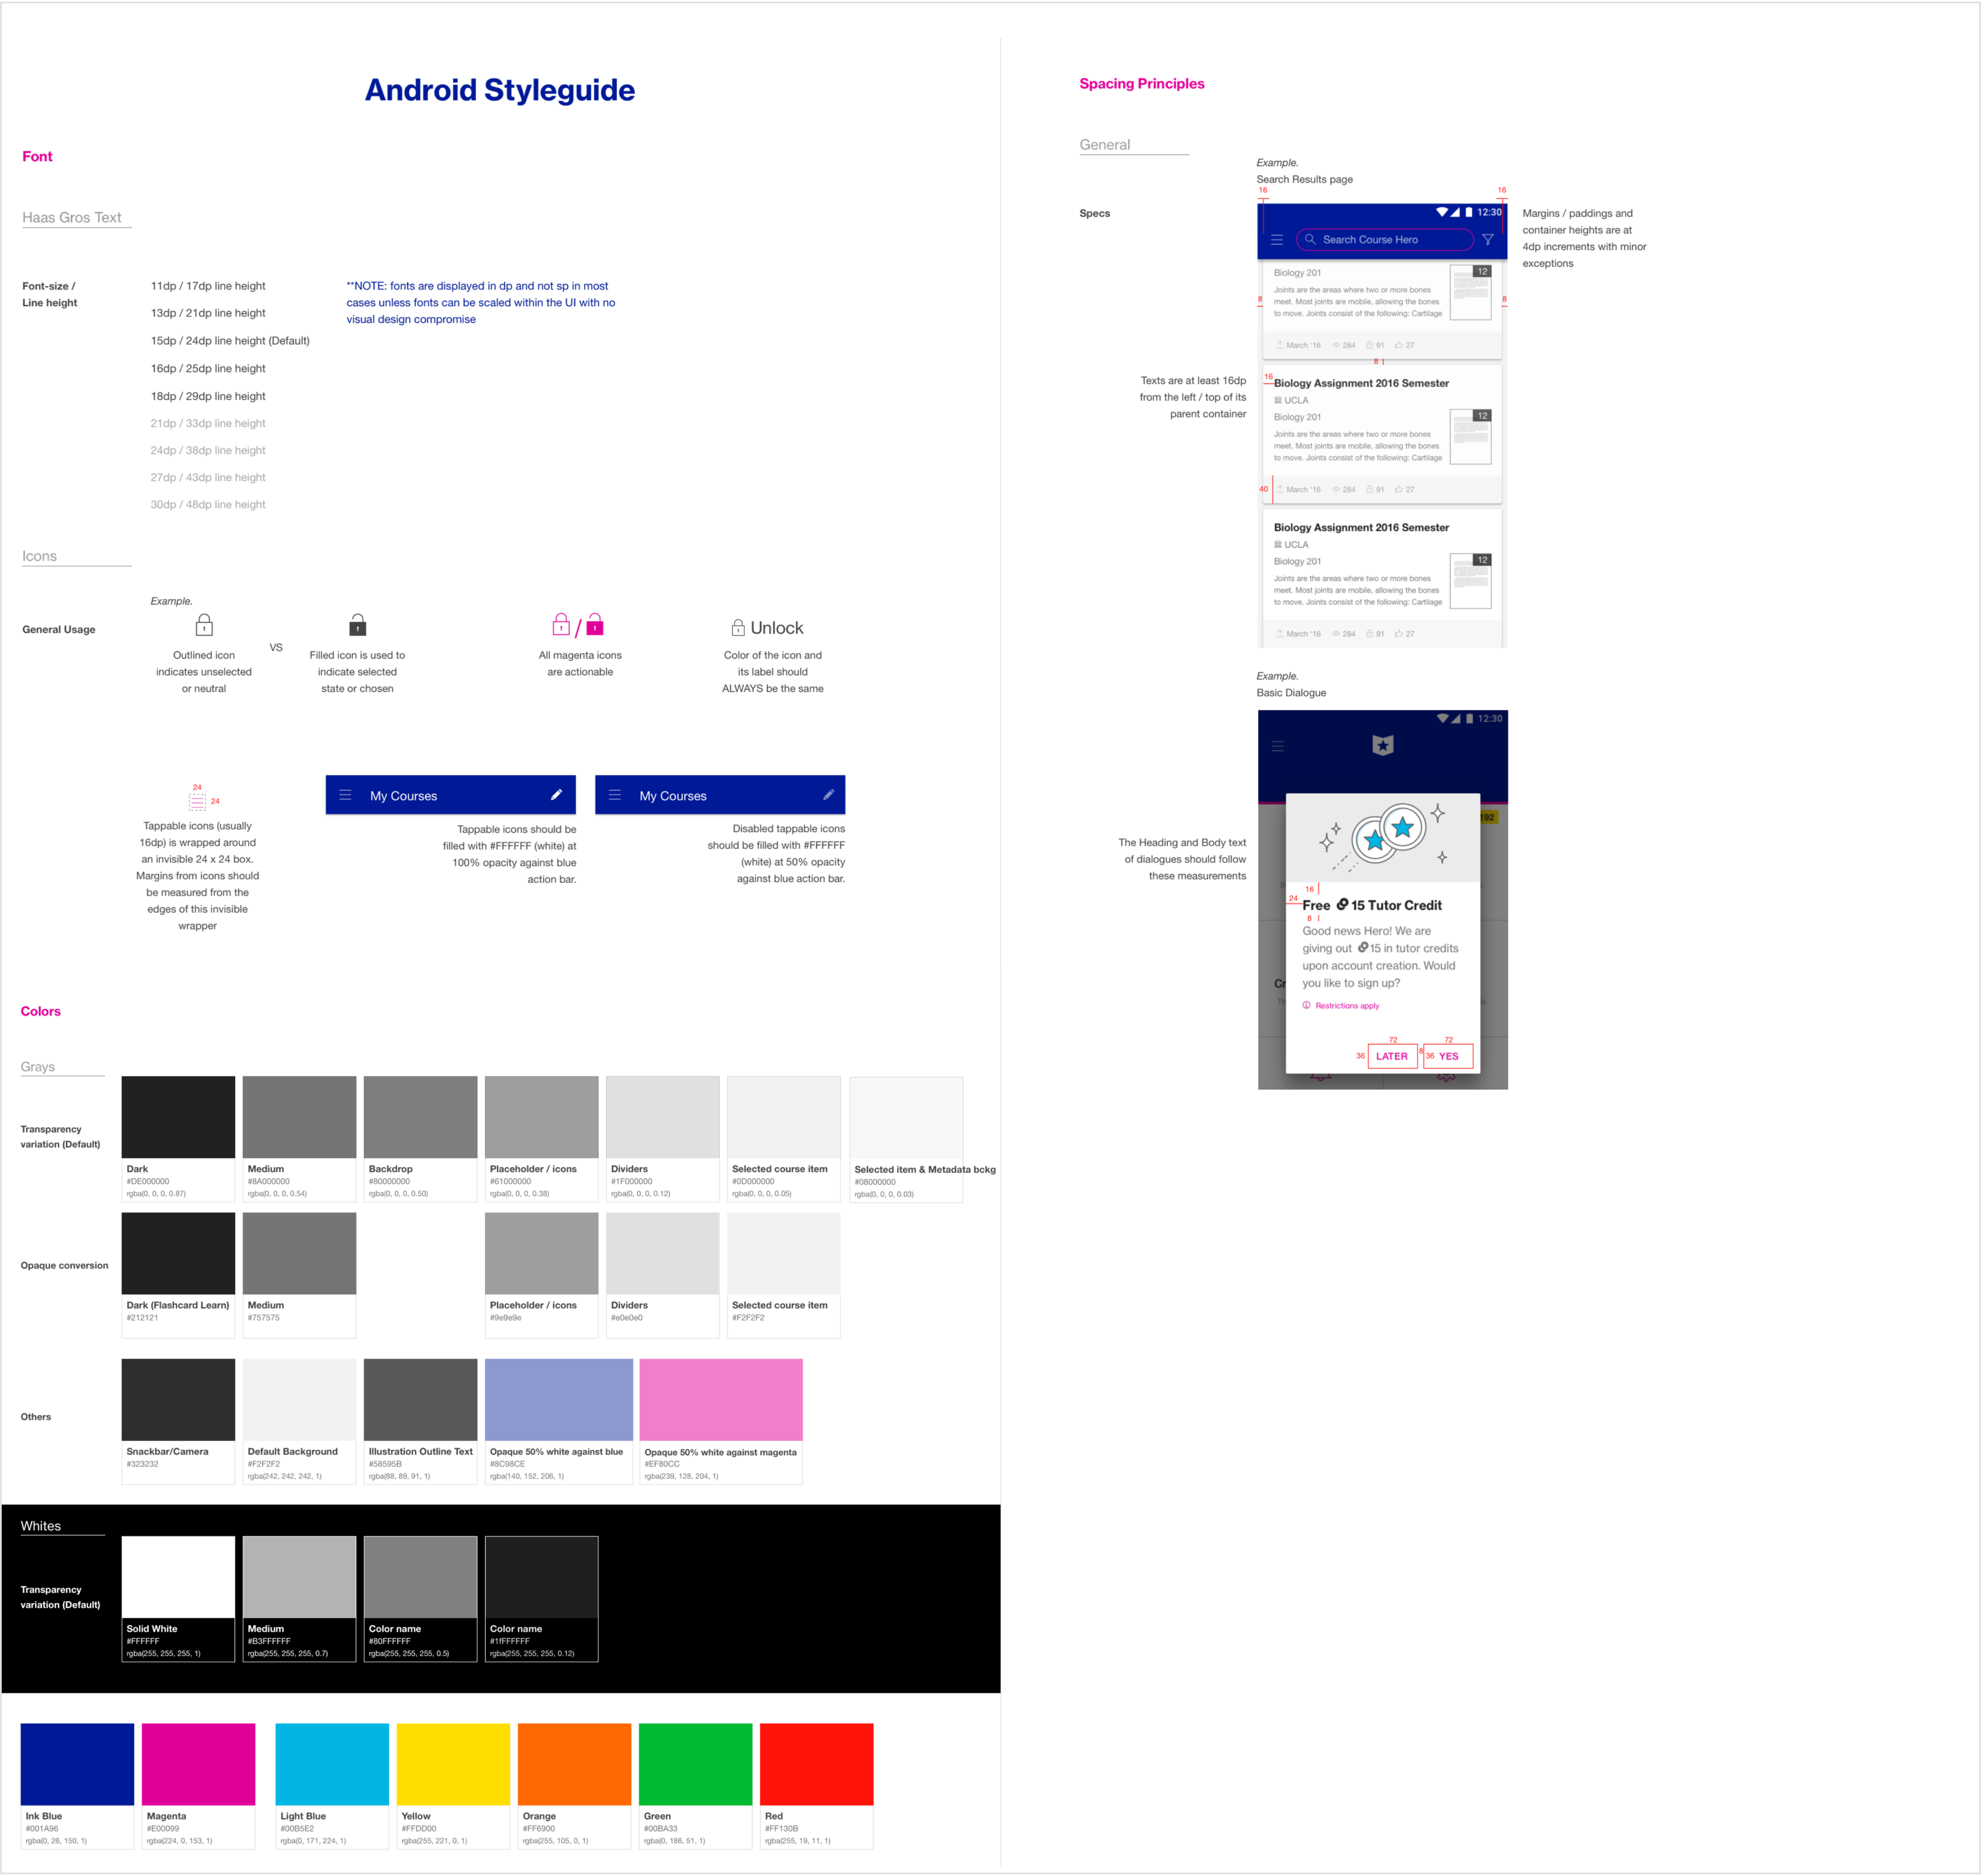 Android Styleguide
Font
Haas Gros Text
Font-size /
Line height
11dp / 17dp line height
13dp / 21dp line height
15dp / 24dp line height (Default)
16dp / 25dp line height
18dp / 29dp line height
21dp / 33dp line height
24dp / 38dp line height
27dp / 43dp line height
30dp / 48dp line height
**NOTE: fonts are displayed in dp and not sp in most
cases unless fonts can be scaled within the UI with no
visual design compromise
Icons
General Usage
Example.
Outlined icon
indicates unselected
or neutral
VS
Filled icon is used to
indicate selected
state or chosen
/
All magenta icons
are actionable
Unlock
Color of the icon and
its label should
ALWAYS be the same
24
24
Tappable icons (usually
16dp) is wrapped around
an invisible 24 x 24 box.
Margins from icons should
be measured from the
edges of this invisible
wrapper
My Courses
Tappable icons should be
filled with #FFFFFF (white) at
100% opacity against blue
action bar.
My Courses
Disabled tappable icons
should be filled with #FFFFFF
(white) at 50% opacity
against blue action bar.
Colors
Grays
Transparency
variation (Default)
Dark
#DE000000
rgba(0, 0, 0, 0.87)
Medium
#8A000000
rgba(0, 0, 0, 0.54)
Backdrop
#80000000
rgba(0, 0, 0, 0.50)
Placeholder / icons
#61000000
rgba(0, 0, 0, 0.38)
Dividers
#1F000000
rgba(0, 0, 0, 0.12)
Selected course item
#0D000000
rgba(0, 0, 0, 0.05)
Selected item & Metadata bckg
#08000000
rgba(0, 0, 0, 0.03)
Opaque conversion
Dark (Flashcard Learn)
#212121
Medium
#757575
Placeholder / icons
#9e9e9e
Dividers
#e0e0e0
Selected course item
#F2F2F2
Others
Snackbar/Camera
#323232
Default Background
#F2F2F2
rgba(242, 242, 242, 1)
Illustration Outline Text
#58595B
rgba(88, 89, 91, 1)
Opaque 50% white against blue
#8C98CE
rgba(140, 152, 206, 1)
Opaque 50% white against magenta
#EF80CC
rgba(239, 128, 204, 1)
Whites
Transparency
variation (Default)
Solid White
#FFFFFF
rgba(255, 255, 255, 1)
Medium
#B3FFFFFF
rgba(255, 255, 255, 0.7)
Color name
#80FFFFFF
rgba(255, 255, 255, 0.5)
Color name
#1fFFFFFF
rgba(255, 255, 255, 0.12)
Ink Blue
#001A96
rgba(0, 26, 150, 1)
Magenta
#E00099
rgba(224, 0, 153, 1)
Light Blue
#00B5E2
rgba(0, 171, 224, 1)
Yellow
#FFDD00
rgba(255, 221, 0, 1)
Orange
#FF6900
rgba(255, 105, 0, 1)
Green
#00BA33
rgba(0, 186, 51, 1)
Red
#FF130B
rgba(255, 19, 11, 1)
Spacing Principles
General
Specs
Example.
Search Results page
16
16
12:30
Search Course Hero
Margins / paddings and
container heights are at
4dp increments with minor
exceptions
Biology 201
12
Joints are the areas where two or more bones
meet. Most joints are mobile, allowing the bones
to move. Joints consist of the following: Cartilage
8
8
March '16 284 91 27
8
Texts are at least 16dp
from the left / top of its
parent container
16
Biology Assignment 2016 Semester
UCLA
Biology 201
12
Joints are the areas where two or more bones
meet. Most joints are mobile, allowing the bones
to move. Joints consist of the following: Cartilage
40
March '16 284 91 27
Biology Assignment 2016 Semester
UCLA
Biology 201
12
Joints are the areas where two or more bones
meet. Most joints are mobile, allowing the bones
to move. Joints consist of the following: Cartilage
March '16 284 91 27
Example.
Basic Dialogue
12:30
192
The Heading and Body text
of dialogues should follow
these measurements
16
24
Free 15 Tutor Credit
8
Good news Hero! We are
giving out 15 in tutor credits
upon account creation. Would
you like to sign up?
Cr
Th
Restrictions apply
72
72
36
LATER
8
36
YES